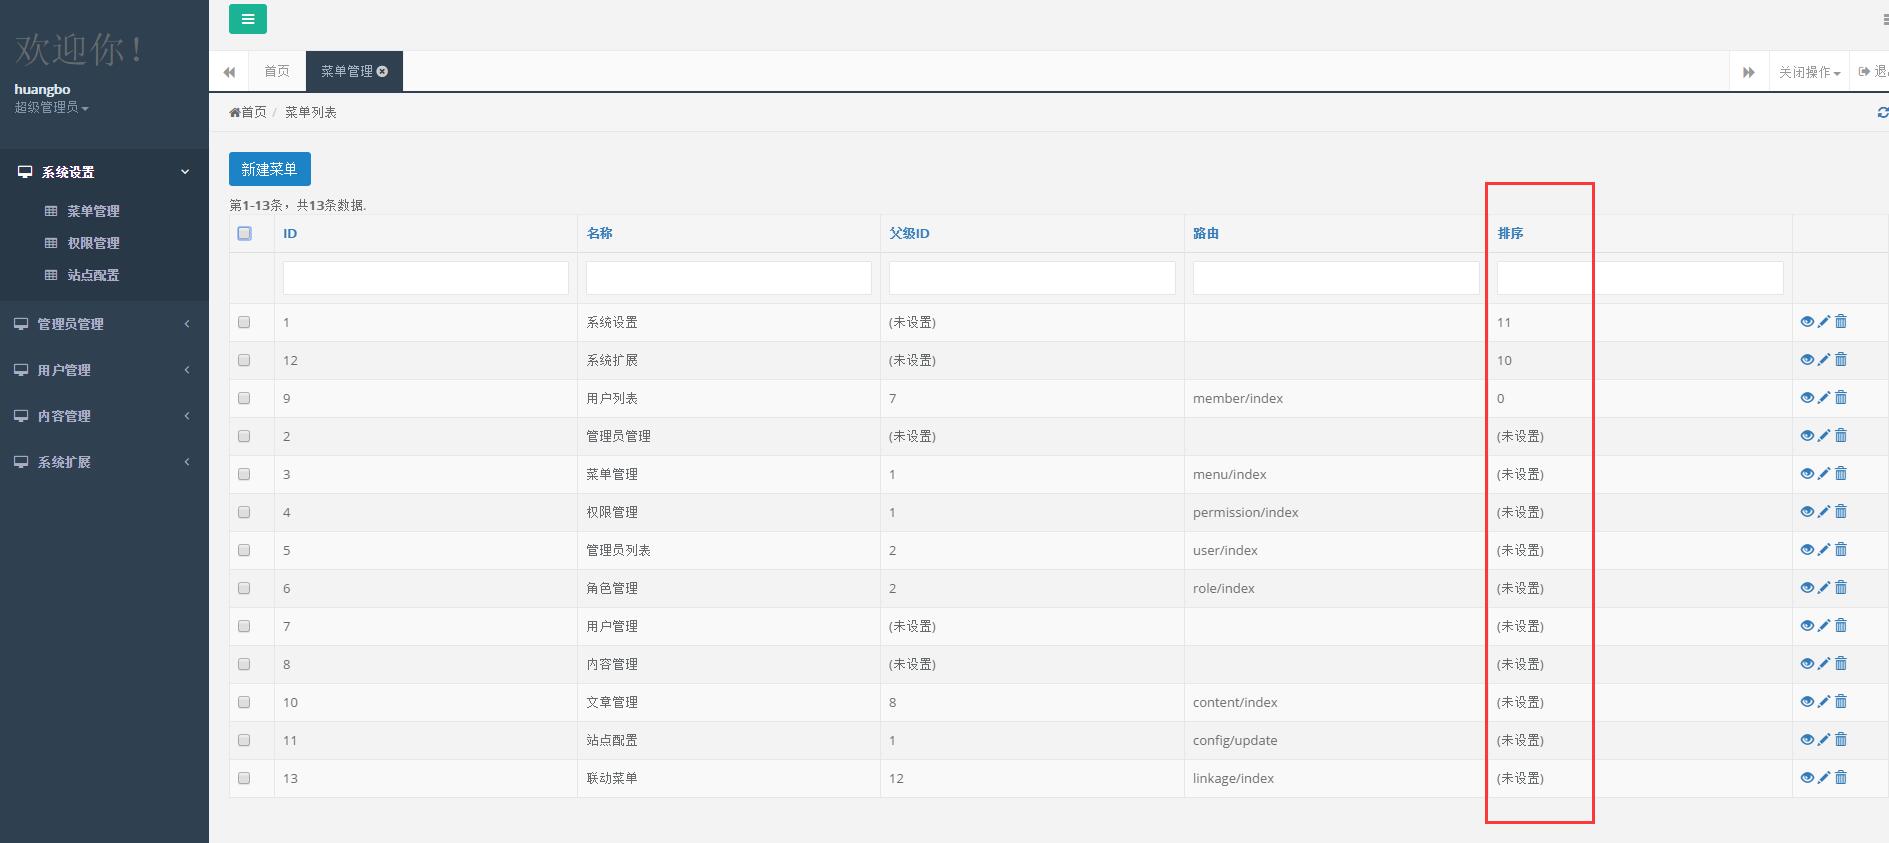 欢迎你！
huangbo
超级管理员
系统设置
菜单管理
权限管理
站点配置
管理员管理
用户管理
内容管理
系统扩展
首页 菜单管理 关闭操作
首页 / 菜单列表
新建菜单
第1-13条，共13条数据.
ID 名称 父级ID 路由 排序
1 系统设置 (未设置) 11
12 系统扩展 (未设置) 10
9 用户列表 7 member/index 0
2 管理员管理 (未设置) (未设置)
3 菜单管理 1 menu/index (未设置)
4 权限管理 1 permission/index (未设置)
5 管理员列表 2 user/index (未设置)
6 角色管理 2 role/index (未设置)
7 用户管理 (未设置) (未设置)
8 内容管理 (未设置) (未设置)
10 文章管理 8 content/index (未设置)
11 站点配置 1 config/update (未设置)
13 联动菜单 12 linkage/index (未设置)